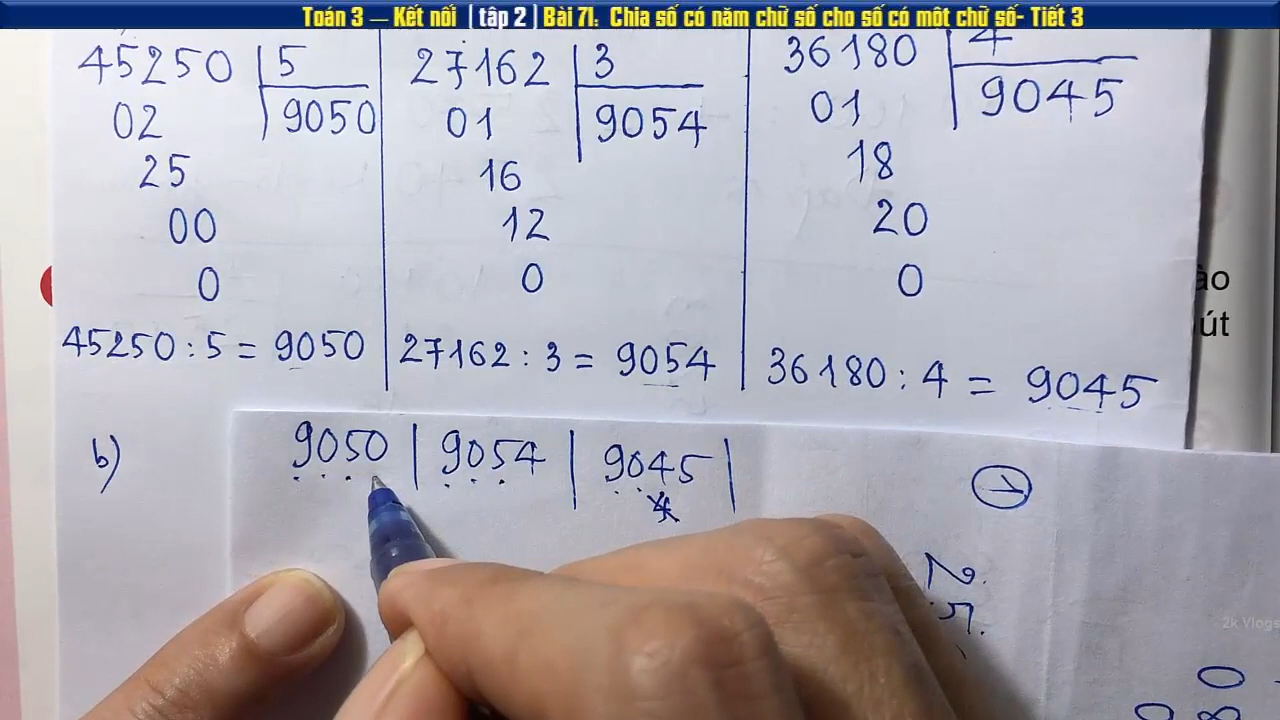 Toán 3 – Kết nối [ tập 2 ] Bài 71: Chia số có năm chữ số cho số có một chữ số- Tiết 3
45250 5
02 9050
25
00
0
45250 : 5 = 9050
27162 3
01 9054
16
12
0
27162 : 3 = 9054
36180 4
01 9045
18
20
0
36180 : 4 = 9045
ào
út
b) 9050 | 9054 | 9045 |
4
1
2k Vlogs